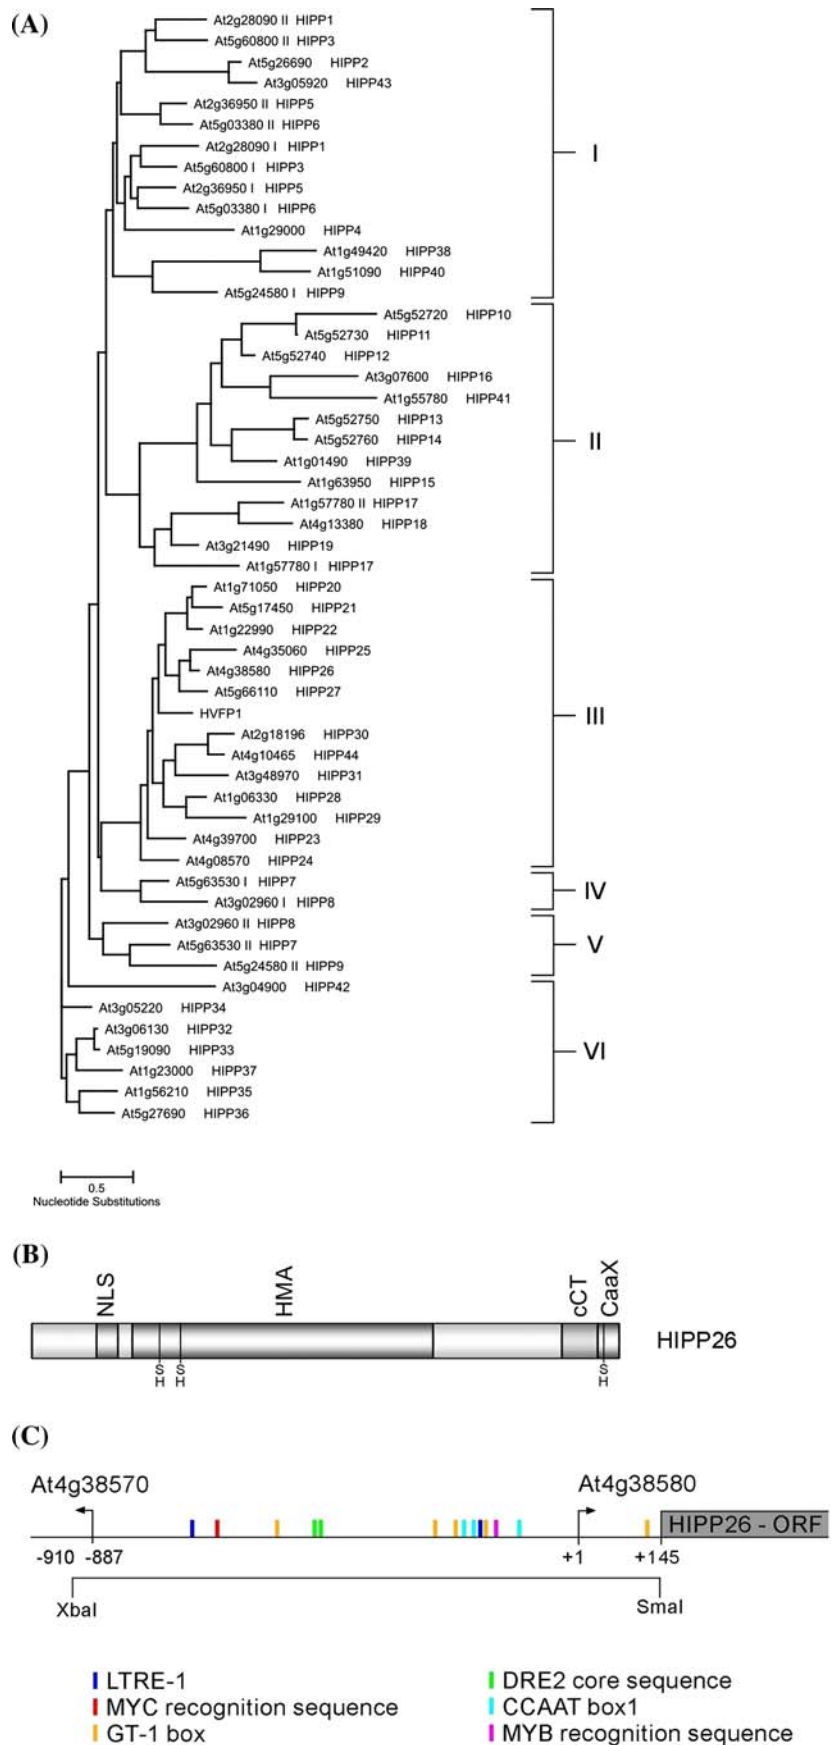 (A)
At2g28090 II HIPP1
At5g60800 II HIPP3
At5g26690 HIPP2
At3g05920 HIPP43
At2g36950 II HIPP5
At5g03380 II HIPP6
At2g28090 I HIPP1
At5g60800 I HIPP3
At2g36950 I HIPP5
At5g03380 I HIPP6
At1g29000 HIPP4
At1g49420 HIPP38
At1g51090 HIPP40
At5g24580 I HIPP9
I
At5g52720 HIPP10
At5g52730 HIPP11
At5g52740 HIPP12
At3g07600 HIPP16
At1g55780 HIPP41
At5g52750 HIPP13
At5g52760 HIPP14
At1g01490 HIPP39
At1g63950 HIPP15
At1g57780 II HIPP17
At4g13380 HIPP18
At3g21490 HIPP19
At1g57780 I HIPP17
II
At1g71050 HIPP20
At5g17450 HIPP21
At1g22990 HIPP22
At4g35060 HIPP25
At4g38580 HIPP26
At5g66110 HIPP27
HVFP1
At2g18196 HIPP30
At4g10465 HIPP44
At3g48970 HIPP31
At1g06330 HIPP28
At1g29100 HIPP29
At4g39700 HIPP23
At4g08570 HIPP24
III
At5g63530 I HIPP7
At3g02960 I HIPP8
IV
At3g02960 II HIPP8
At5g63530 II HIPP7
At5g24580 II HIPP9
V
At3g04900 HIPP42
At3g05220 HIPP34
At3g06130 HIPP32
At5g19090 HIPP33
At1g23000 HIPP37
At1g56210 HIPP35
At5g27690 HIPP36
VI
0.5
Nucleotide Substitutions
(B)
NLS HMA cCT CaaX
HIPP26
SH SH SH
(C)
At4g38570 At4g38580
HIPP26 - ORF
-910 -887 +1 +145
XbaI SmaI
LTRE-1
MYC recognition sequence
GT-1 box
DRE2 core sequence
CCAAT box1
MYB recognition sequence